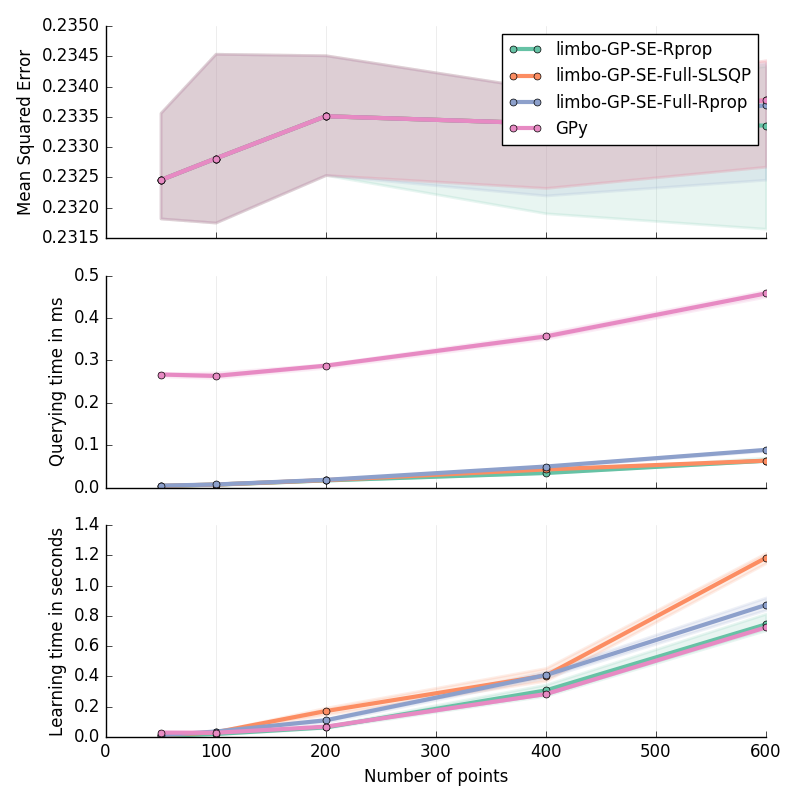 0.2350
0.2345
0.2340
0.2335
0.2330
0.2325
0.2320
0.2315
Mean Squared Error
limbo-GP-SE-Rprop
limbo-GP-SE-Full-SLSQP
limbo-GP-SE-Full-Rprop
GPy
0.5
0.4
0.3
0.2
0.1
0.0
Querying time in ms
1.4
1.2
1.0
0.8
0.6
0.4
0.2
0.0
Learning time in seconds
0 100 200 300 400 500 600
Number of points